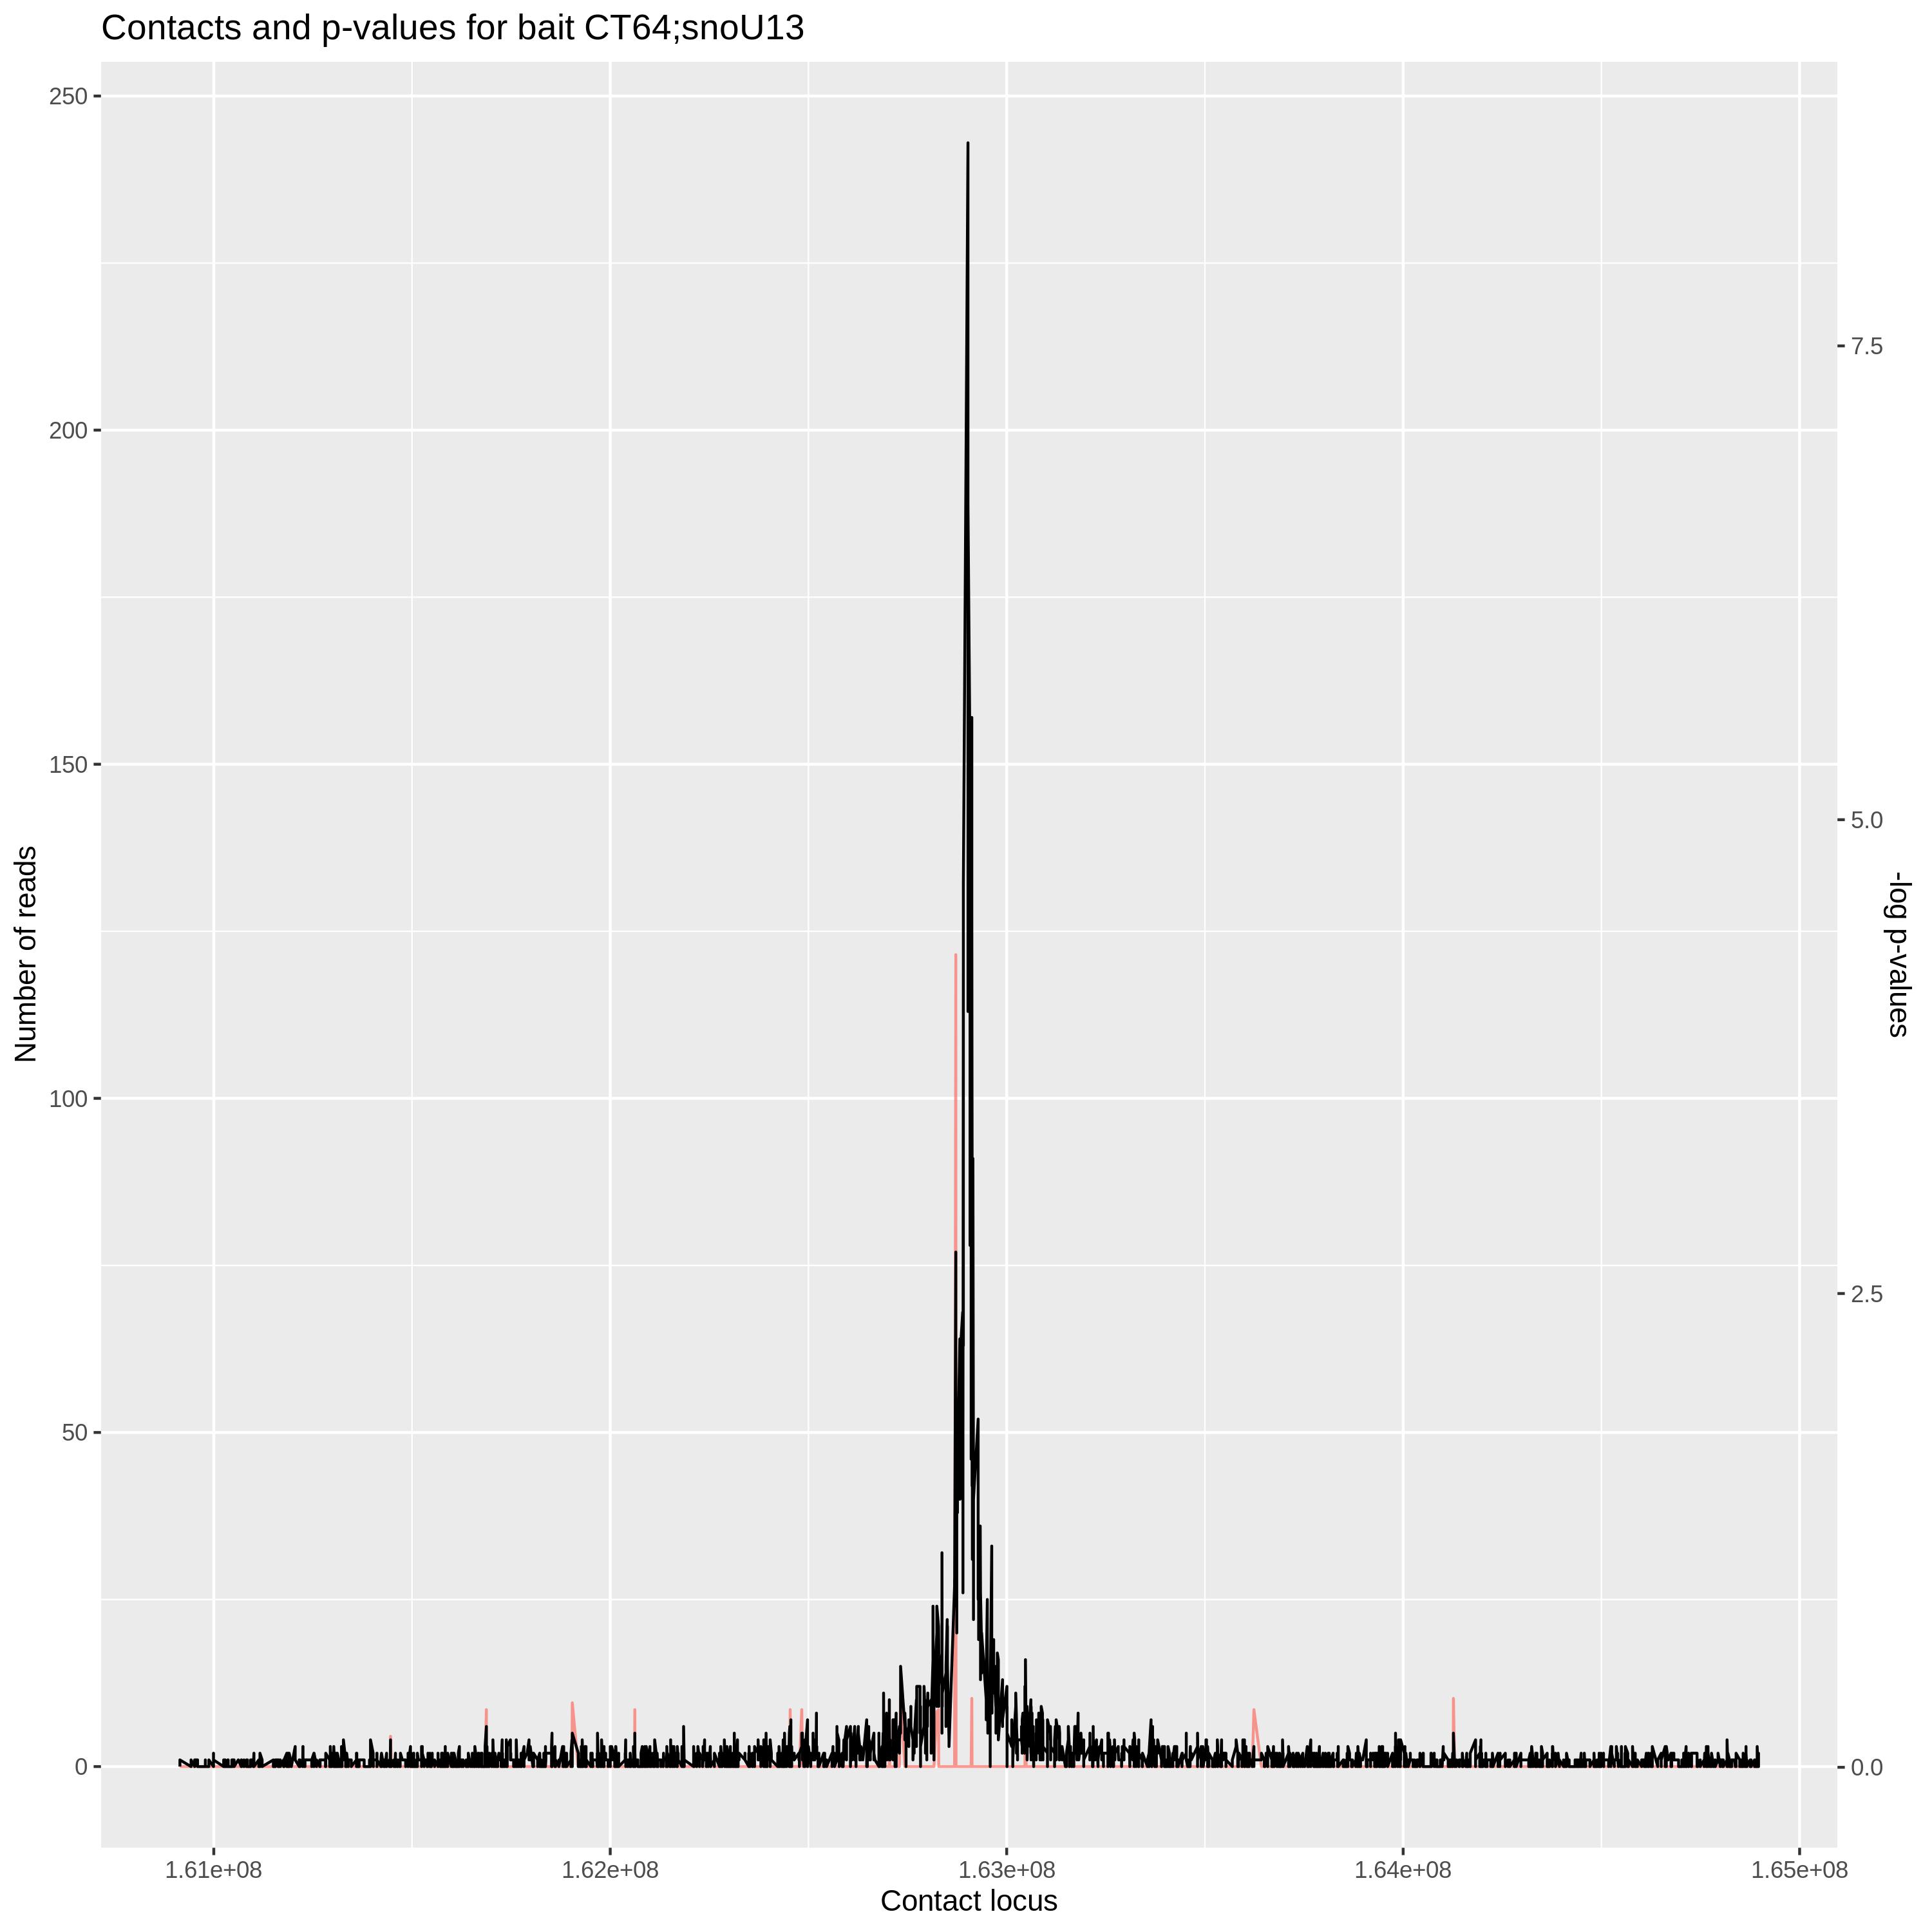 Contacts and p-values for bait CT64;snoU13
250
200
150
100
50
0
Number of reads
7.5
5.0
2.5
0.0
-log p-values
1.61e+08 1.62e+08 1.63e+08 1.64e+08 1.65e+08
Contact locus